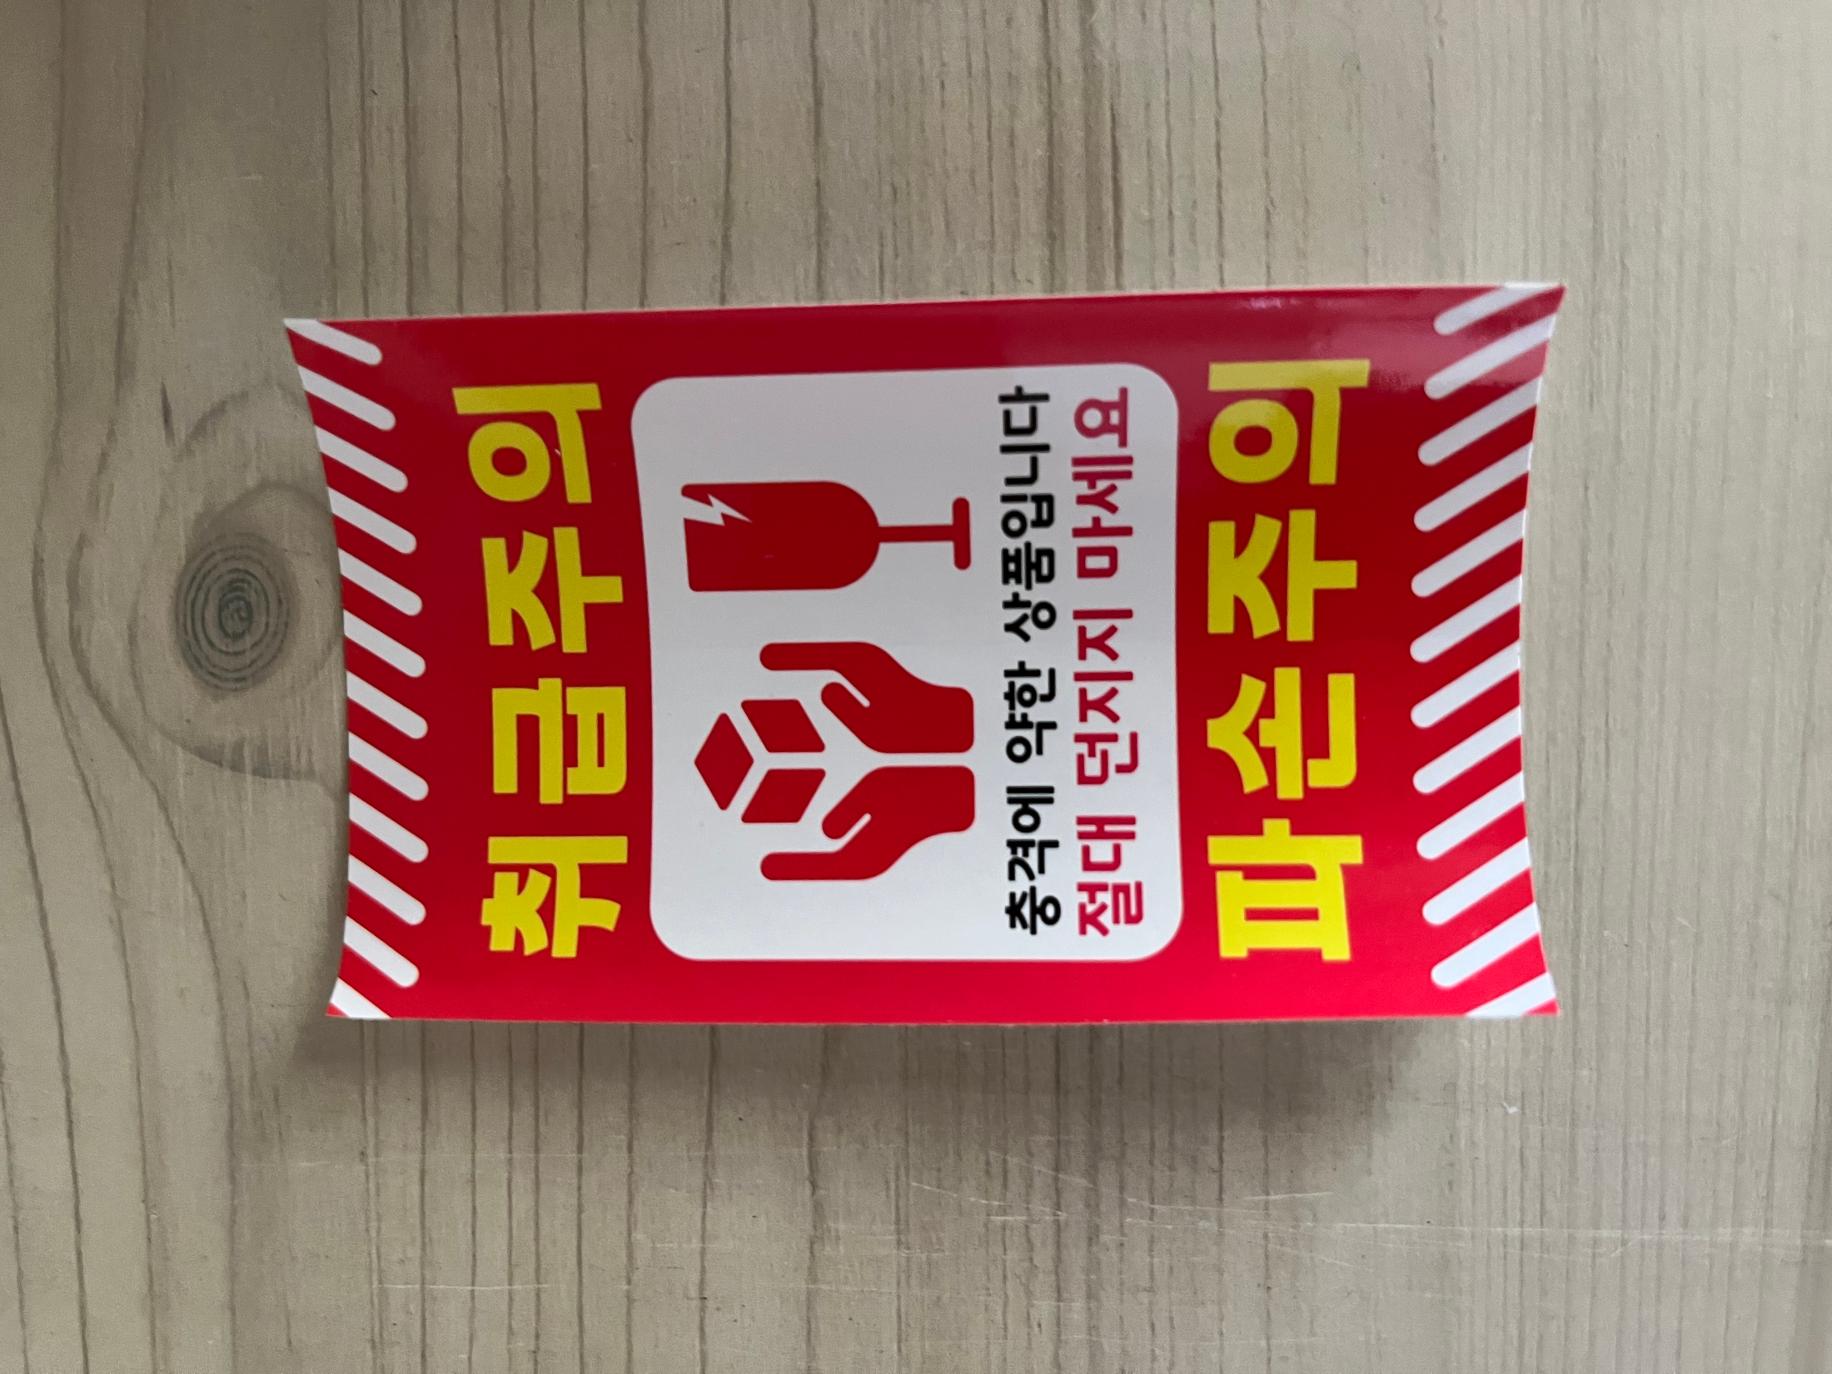 취급주의
충격에 약한 상품입니다
절대 던지지 마세요
파손주의